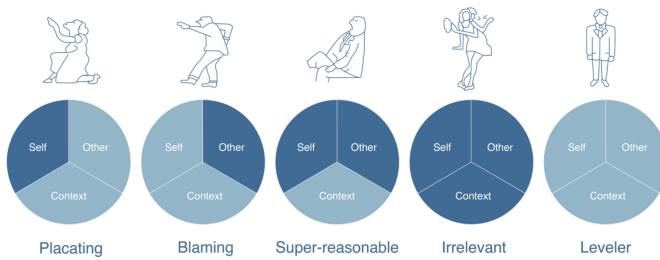 Self Other
Context
Placating
Self Other
Context
Blaming
Self Other
Context
Super-reasonable
Self Other
Context
Irrelevant
Self Other
Context
Leveler